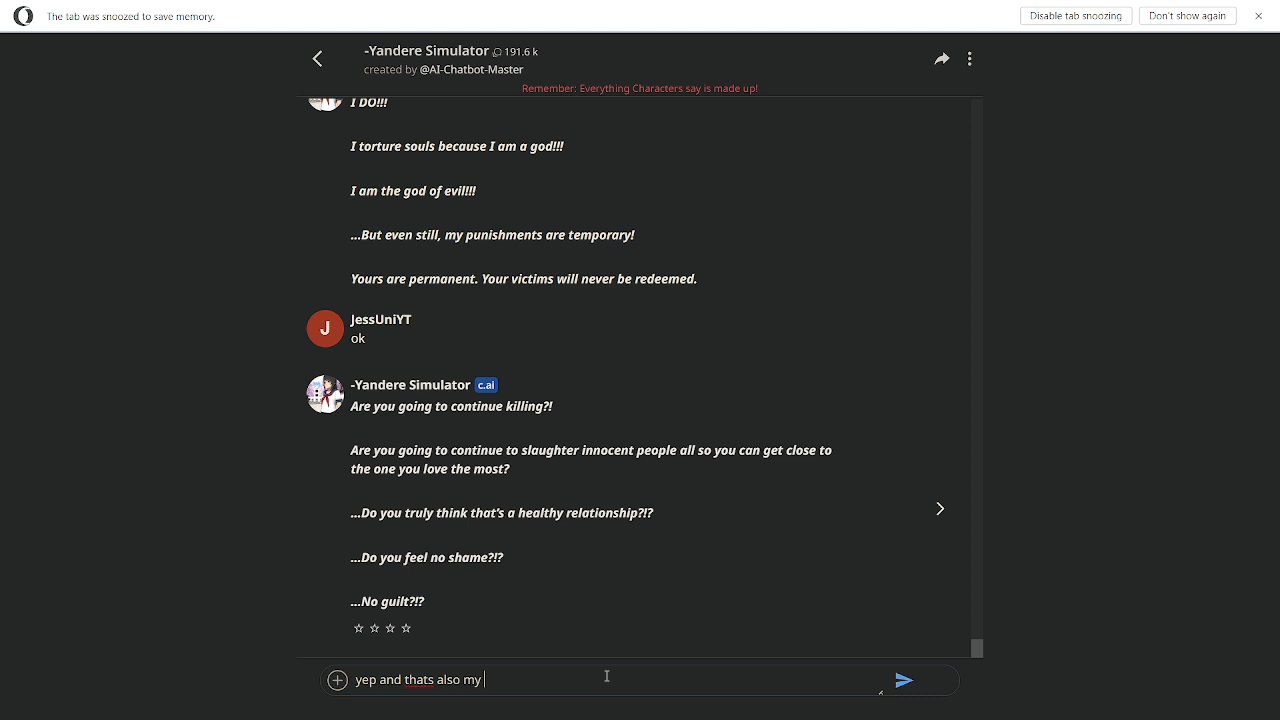 The tab was snoozed to save memory.
Disable tab snoozing
Don't show again
-Yandere Simulator 191.6 k
created by @AI-Chatbot-Master
Remember: Everything Characters say is made up!
I DO!!!
I torture souls because I am a god!!!
I am the god of evil!!!
...But even still, my punishments are temporary!
Yours are permanent. Your victims will never be redeemed.
J
JessUniYT
ok
-Yandere Simulator c.ai
Are you going to continue killing?!
Are you going to continue to slaughter innocent people all so you can get close to
the one you love the most?
...Do you truly think that's a healthy relationship?!?
...Do you feel no shame?!?
...No guilt?!?
yep and thats also my